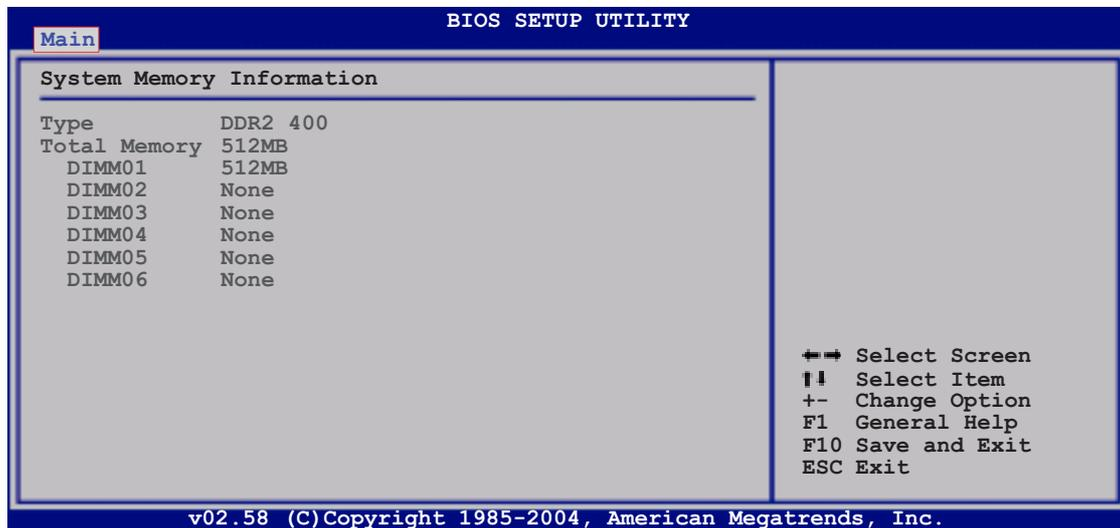 BIOS SETUP UTILITY
Main
System Memory Information
Type DDR2 400
Total Memory 512MB
DIMM01 512MB
DIMM02 None
DIMM03 None
DIMM04 None
DIMM05 None
DIMM06 None
←→ Select Screen
↑↓ Select Item
+- Change Option
F1 General Help
F10 Save and Exit
ESC Exit
v02.58 (C)Copyright 1985-2004, American Megatrends, Inc.